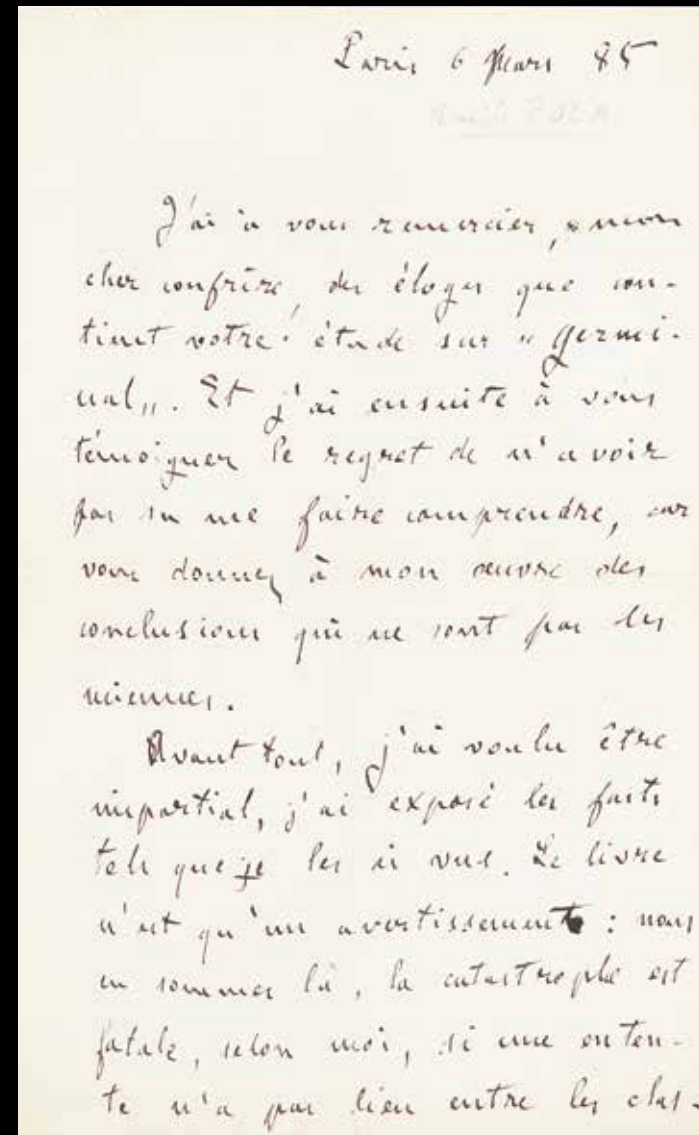 Paris 6 Mars 85
Emile ZOLA
J'ai à vous remercier, mon
cher confrère, des éloges que con-
tient votre étude sur "Germi-
nal". Et j'ai ensuite à vous
témoigner le regret de n'avoir
pas su me faire comprendre, car
vous donnez à mon œuvre des
conclusions qui ne sont pas les
miennes.
Avant tout, j'ai voulu être
impartial, j'ai exposé les faits
tels que je les ai vus. Le livre
n'est qu'un avertissement : nous
en sommes là, la catastrophe est
fatale, selon moi, si une enten-
te n'a pas lieu entre les clas-